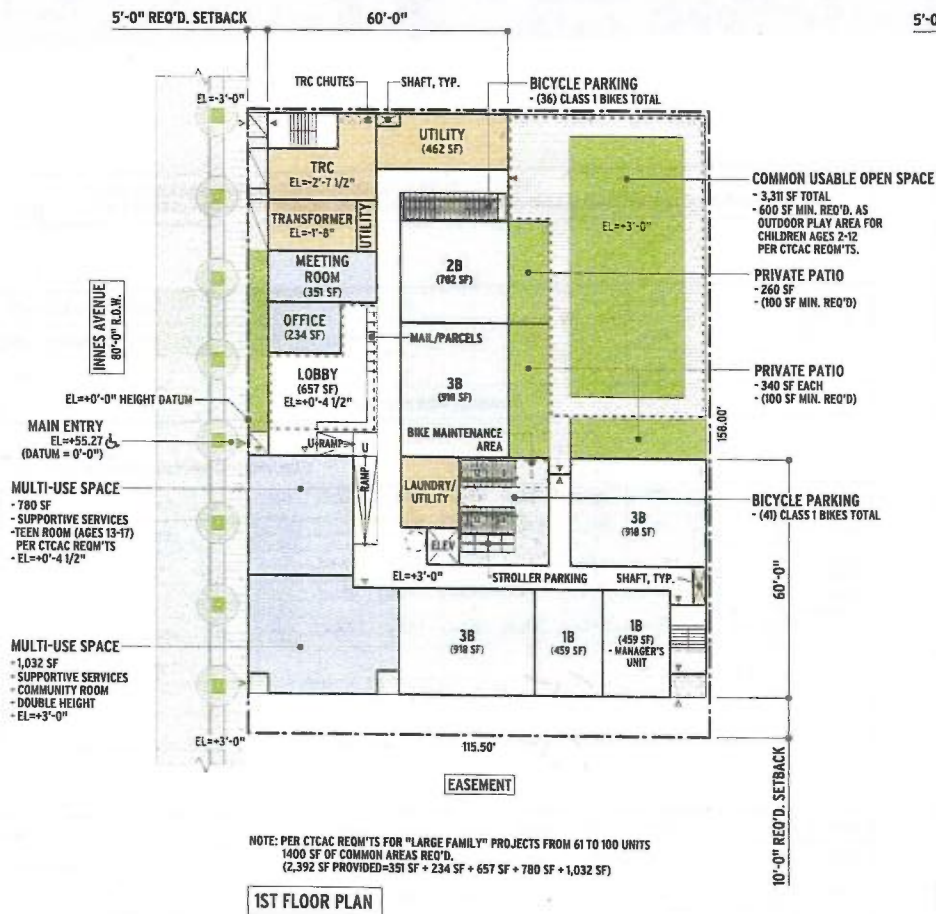 5'-0" REQ'D. SETBACK
60'-0"
5'-0
TRC CHUTES
SHAFT, TYP.
BICYCLE PARKING
- (36) CLASS 1 BIKES TOTAL
EL=-3'-0"
UTILITY
(462 SF)
TRC
EL=-2'-7 1/2"
TRANSFORMER
EL=-1'-8"
UTILITY
MEETING
ROOM
(351 SF)
OFFICE
(234 SF)
LOBBY
(657 SF)
EL=+0'-4 1/2"
MAIL/PARCELS
2B
(702 SF)
3B
(918 SF)
BIKE MAINTENANCE
AREA
EL=+3'-0"
COMMON USABLE OPEN SPACE
- 3,311 SF TOTAL
- 600 SF MIN. REQ'D. AS
OUTDOOR PLAY AREA FOR
CHILDREN AGES 2-12
PER CTCAC REQM'TS.
PRIVATE PATIO
- 260 SF
- (100 SF MIN. REQ'D)
PRIVATE PATIO
- 340 SF EACH
- (100 SF MIN. REQ'D)
INNES AVENUE
80'-0" R.O.W.
EL=+0'-0" HEIGHT DATUM
MAIN ENTRY
EL=+55.27
(DATUM = 0'-0")
U-RAMP
U
RAMP
158.00'
MULTI-USE SPACE
- 780 SF
- SUPPORTIVE SERVICES
-TEEN ROOM (AGES 13-17)
PER CTCAC REQM'TS
- EL=+0'-4 1/2"
LAUNDRY/
UTILITY
ELEV
3B
(918 SF)
BICYCLE PARKING
- (41) CLASS 1 BIKES TOTAL
EL=+3'-0"
STROLLER PARKING
SHAFT, TYP.
60'-0"
MULTI-USE SPACE
- 1,032 SF
- SUPPORTIVE SERVICES
- COMMUNITY ROOM
- DOUBLE HEIGHT
- EL=+3'-0"
3B
(918 SF)
1B
(459 SF)
1B
(459 SF)
- MANAGER'S
UNIT
EL=+3'-0"
115.50'
EASEMENT
10'-0" REQ'D. SETBACK
NOTE: PER CTCAC REQM'TS FOR "LARGE FAMILY" PROJECTS FROM 61 TO 100 UNITS
1400 SF OF COMMON AREAS REQ'D.
(2,392 SF PROVIDED=351 SF + 234 SF + 657 SF + 780 SF + 1,032 SF)
1ST FLOOR PLAN